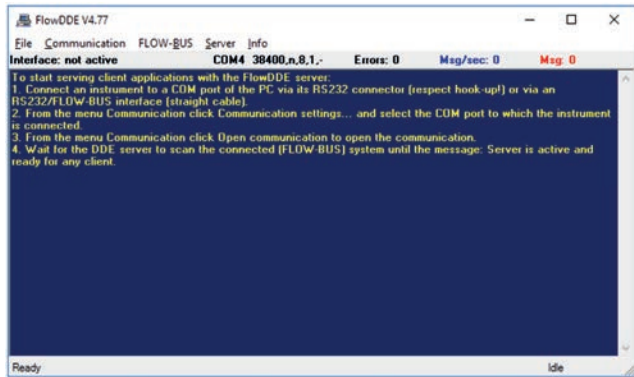 FlowDDE V4.77
File Communication FLOW-BUS Server Info
Interface: not active COM4 38400,n,8,1,- Errors: 0 Msg/sec: 0 Msg: 0
To start serving client applications with the FlowDDE server:
1. Connect an instrument to a COM port of the PC via its RS232 connector (respect hook-up!) or via an
RS232/FLOW-BUS interface (straight cable).
2. From the menu Communication click Communication settings... and select the COM port to which the instrument
is connected.
3. From the menu Communication click Open communication to open the communication.
4. Wait for the DDE server to scan the connected (FLOW-BUS) system until the message: Server is active and
ready for any client.
Ready Idle